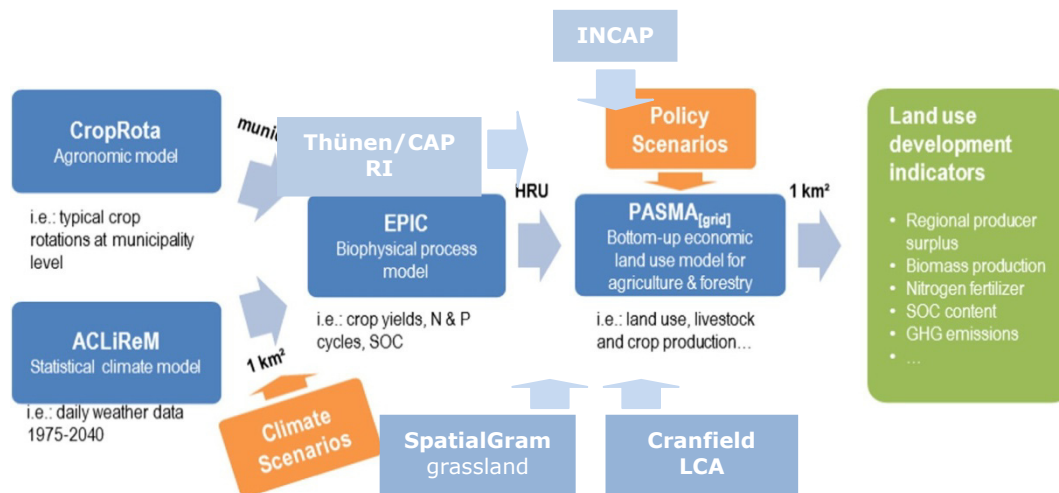 INCAP
CropRota
Agronomic model
i.e.: typical crop
rotations at municipality
level
ACLiReM
Statistical climate model
i.e.: daily weather data
1975-2040
1 km²
Climate
Scenarios
Thünen/CAP
RI
EPIC
Biophysical process
model
i.e.: crop yields, N & P
cycles, SOC
HRU
Policy
Scenarios
PASMA[grid]
Bottom-up economic
land use model for
agriculture & forestry
i.e.: land use, livestock
and crop production…
SpatialGram
grassland
Cranfield
LCA
1 km²
Land use
development
indicators
• Regional producer
surplus
• Biomass production
• Nitrogen fertilizer
• SOC content
• GHG emissions
• …